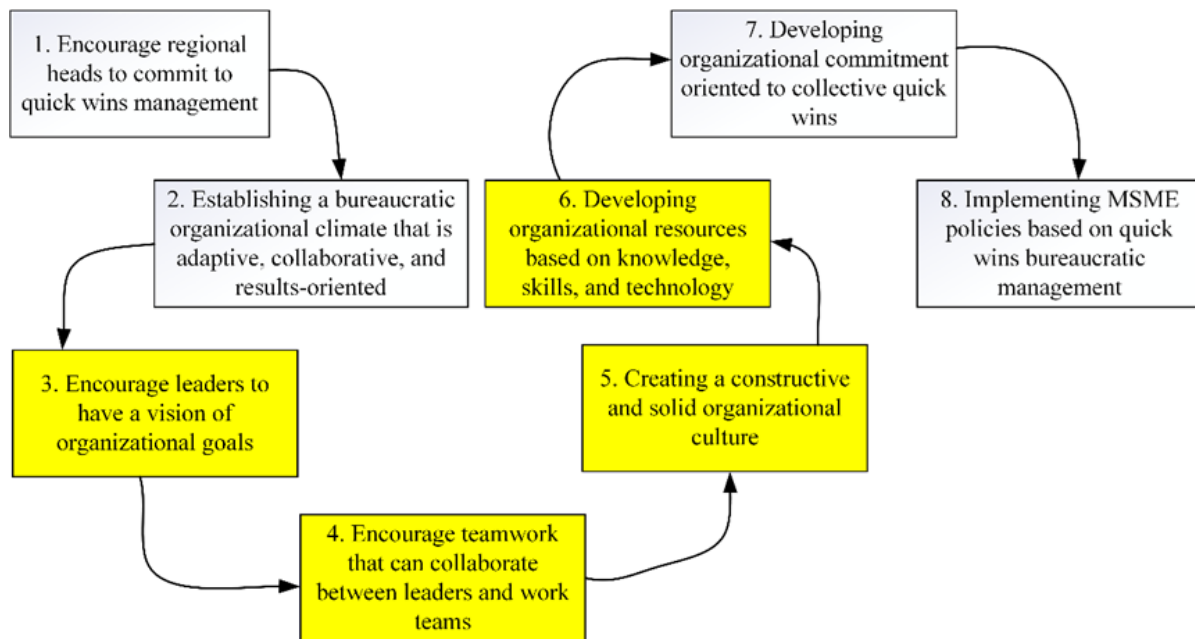 1. Encourage regional
heads to commit to
quick wins management
2. Establishing a bureaucratic
organizational climate that is
adaptive, collaborative, and
results-oriented
3. Encourage leaders to
have a vision of
organizational goals
4. Encourage teamwork
that can collaborate
between leaders and work
teams
5. Creating a constructive
and solid organizational
culture
6. Developing
organizational resources
based on knowledge,
skills, and technology
7. Developing
organizational commitment
oriented to collective quick
wins
8. Implementing MSME
policies based on quick
wins bureaucratic
management